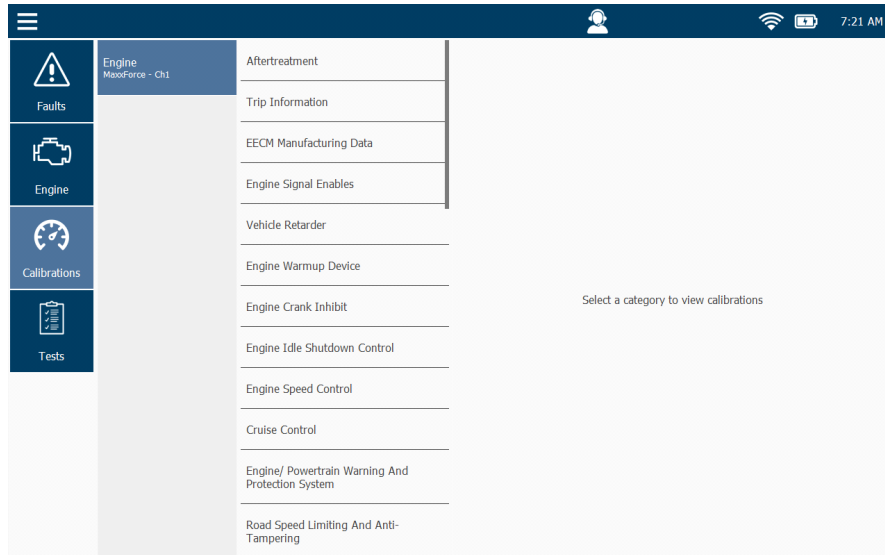 7:21 AM
Faults
Engine
Calibrations
Tests
Engine
MaxxForce - Ch1
Aftertreatment
Trip Information
EECM Manufacturing Data
Engine Signal Enables
Vehicle Retarder
Engine Warmup Device
Engine Crank Inhibit
Engine Idle Shutdown Control
Engine Speed Control
Cruise Control
Engine/ Powertrain Warning And
Protection System
Road Speed Limiting And Anti-
Tampering
Select a category to view calibrations